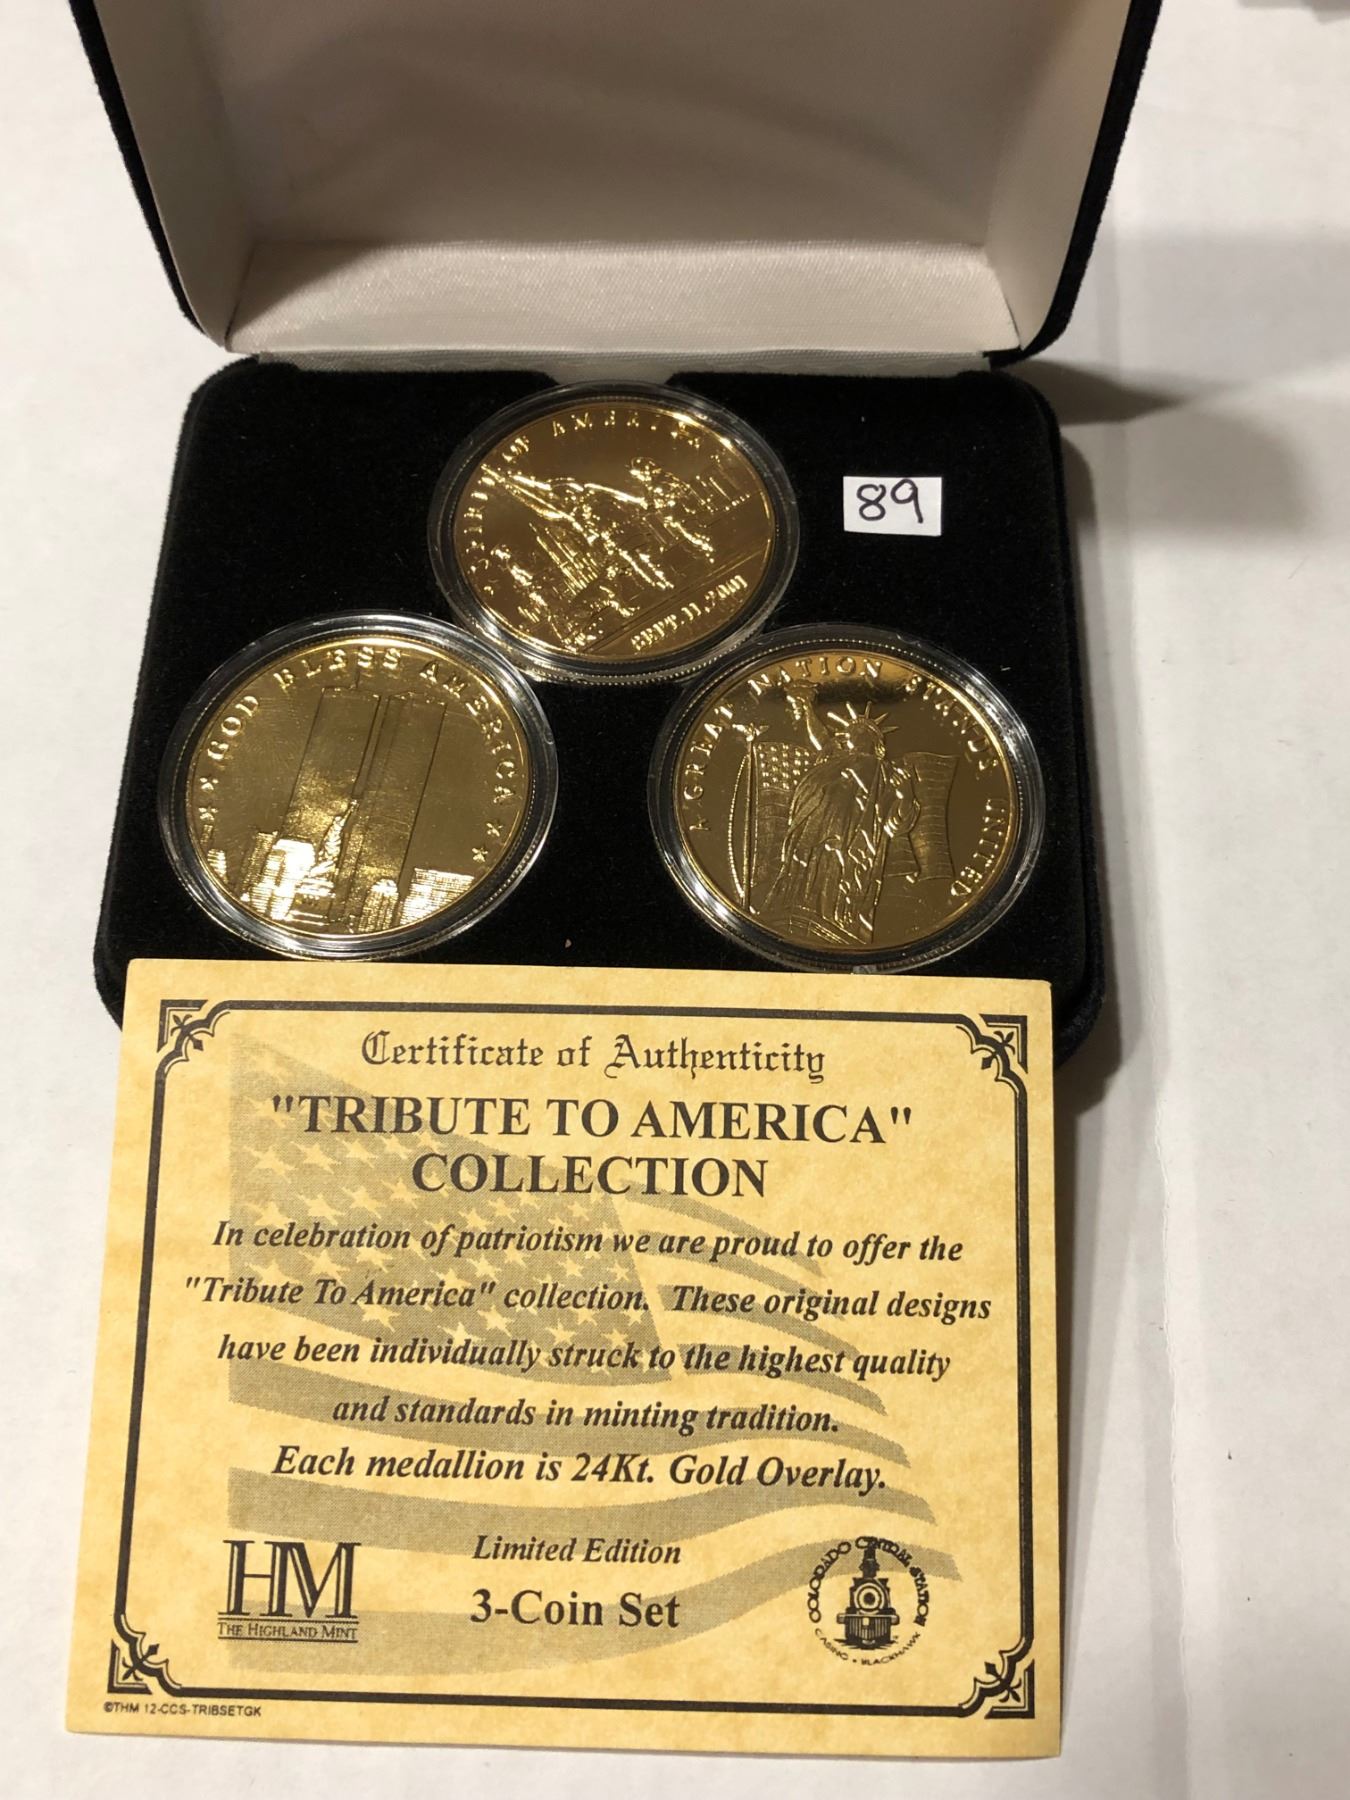 SPIRIT OF AMERICA
SEPT. 11, 2001
89
GOD BLESS AMERICA
A GREAT NATION STANDS UNITED
Certificate of Authenticity
"TRIBUTE TO AMERICA"
COLLECTION
In celebration of patriotism we are proud to offer the
"Tribute To America" collection. These original designs
have been individually struck to the highest quality
and standards in minting tradition.
Each medallion is 24Kt. Gold Overlay.
Limited Edition
3-Coin Set
HM
THE HIGHLAND MINT
COLORADO CENTRAL STATION
CASINO • BLACKHAWK
©THM 12-CCS-TRIBSETGK